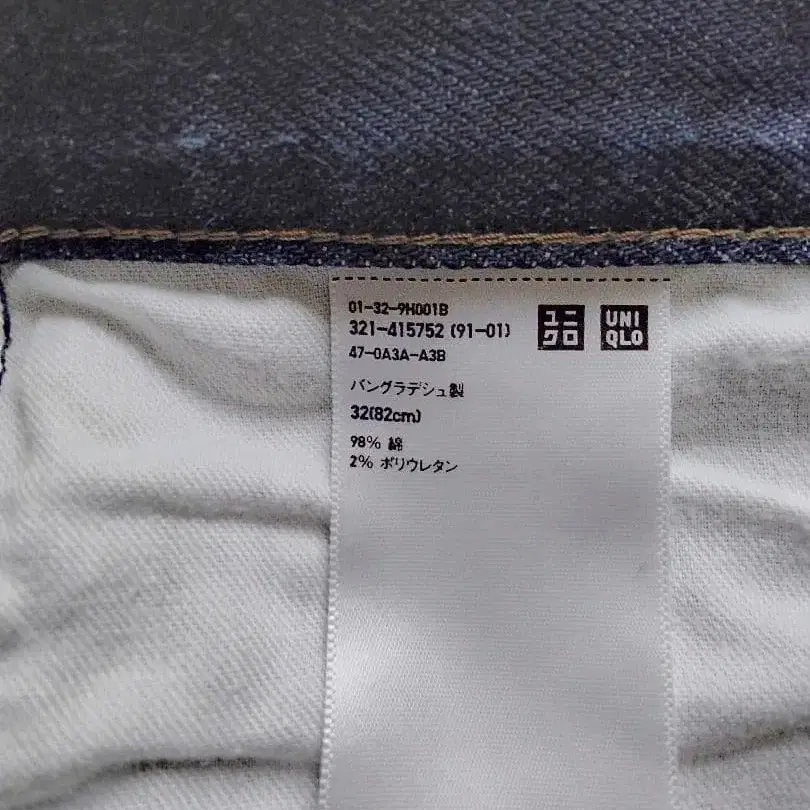 01-32-9H001B
321-415752 (91-01)
47-0A3A-A3B
ユニ
クロ
UNI
QLO
バングラデシュ製
32(82cm)
98% 綿
2% ポリウレタン